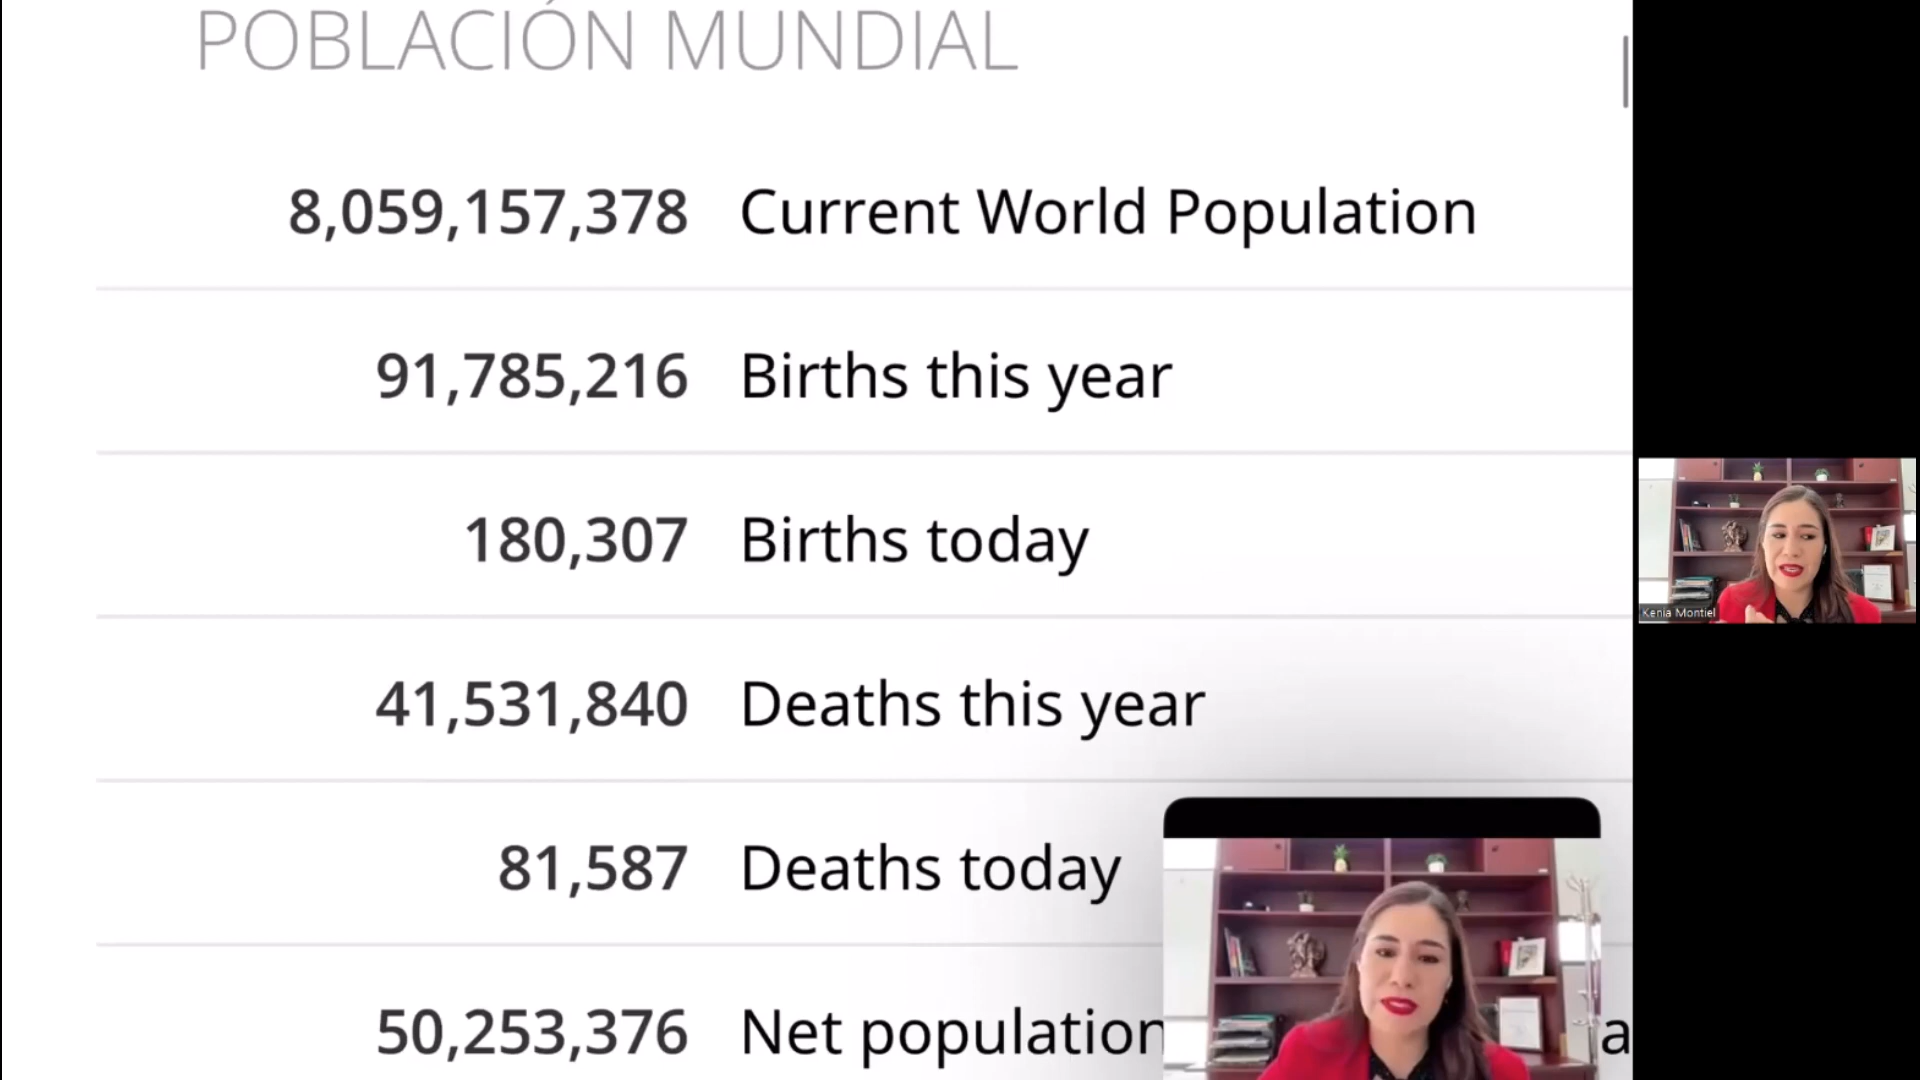 POBLACIÓN MUNDIAL
8,059,157,378 Current World Population
91,785,216 Births this year
180,307 Births today
41,531,840 Deaths this year
81,587 Deaths today
50,253,376 Net population
Kenia Montiel